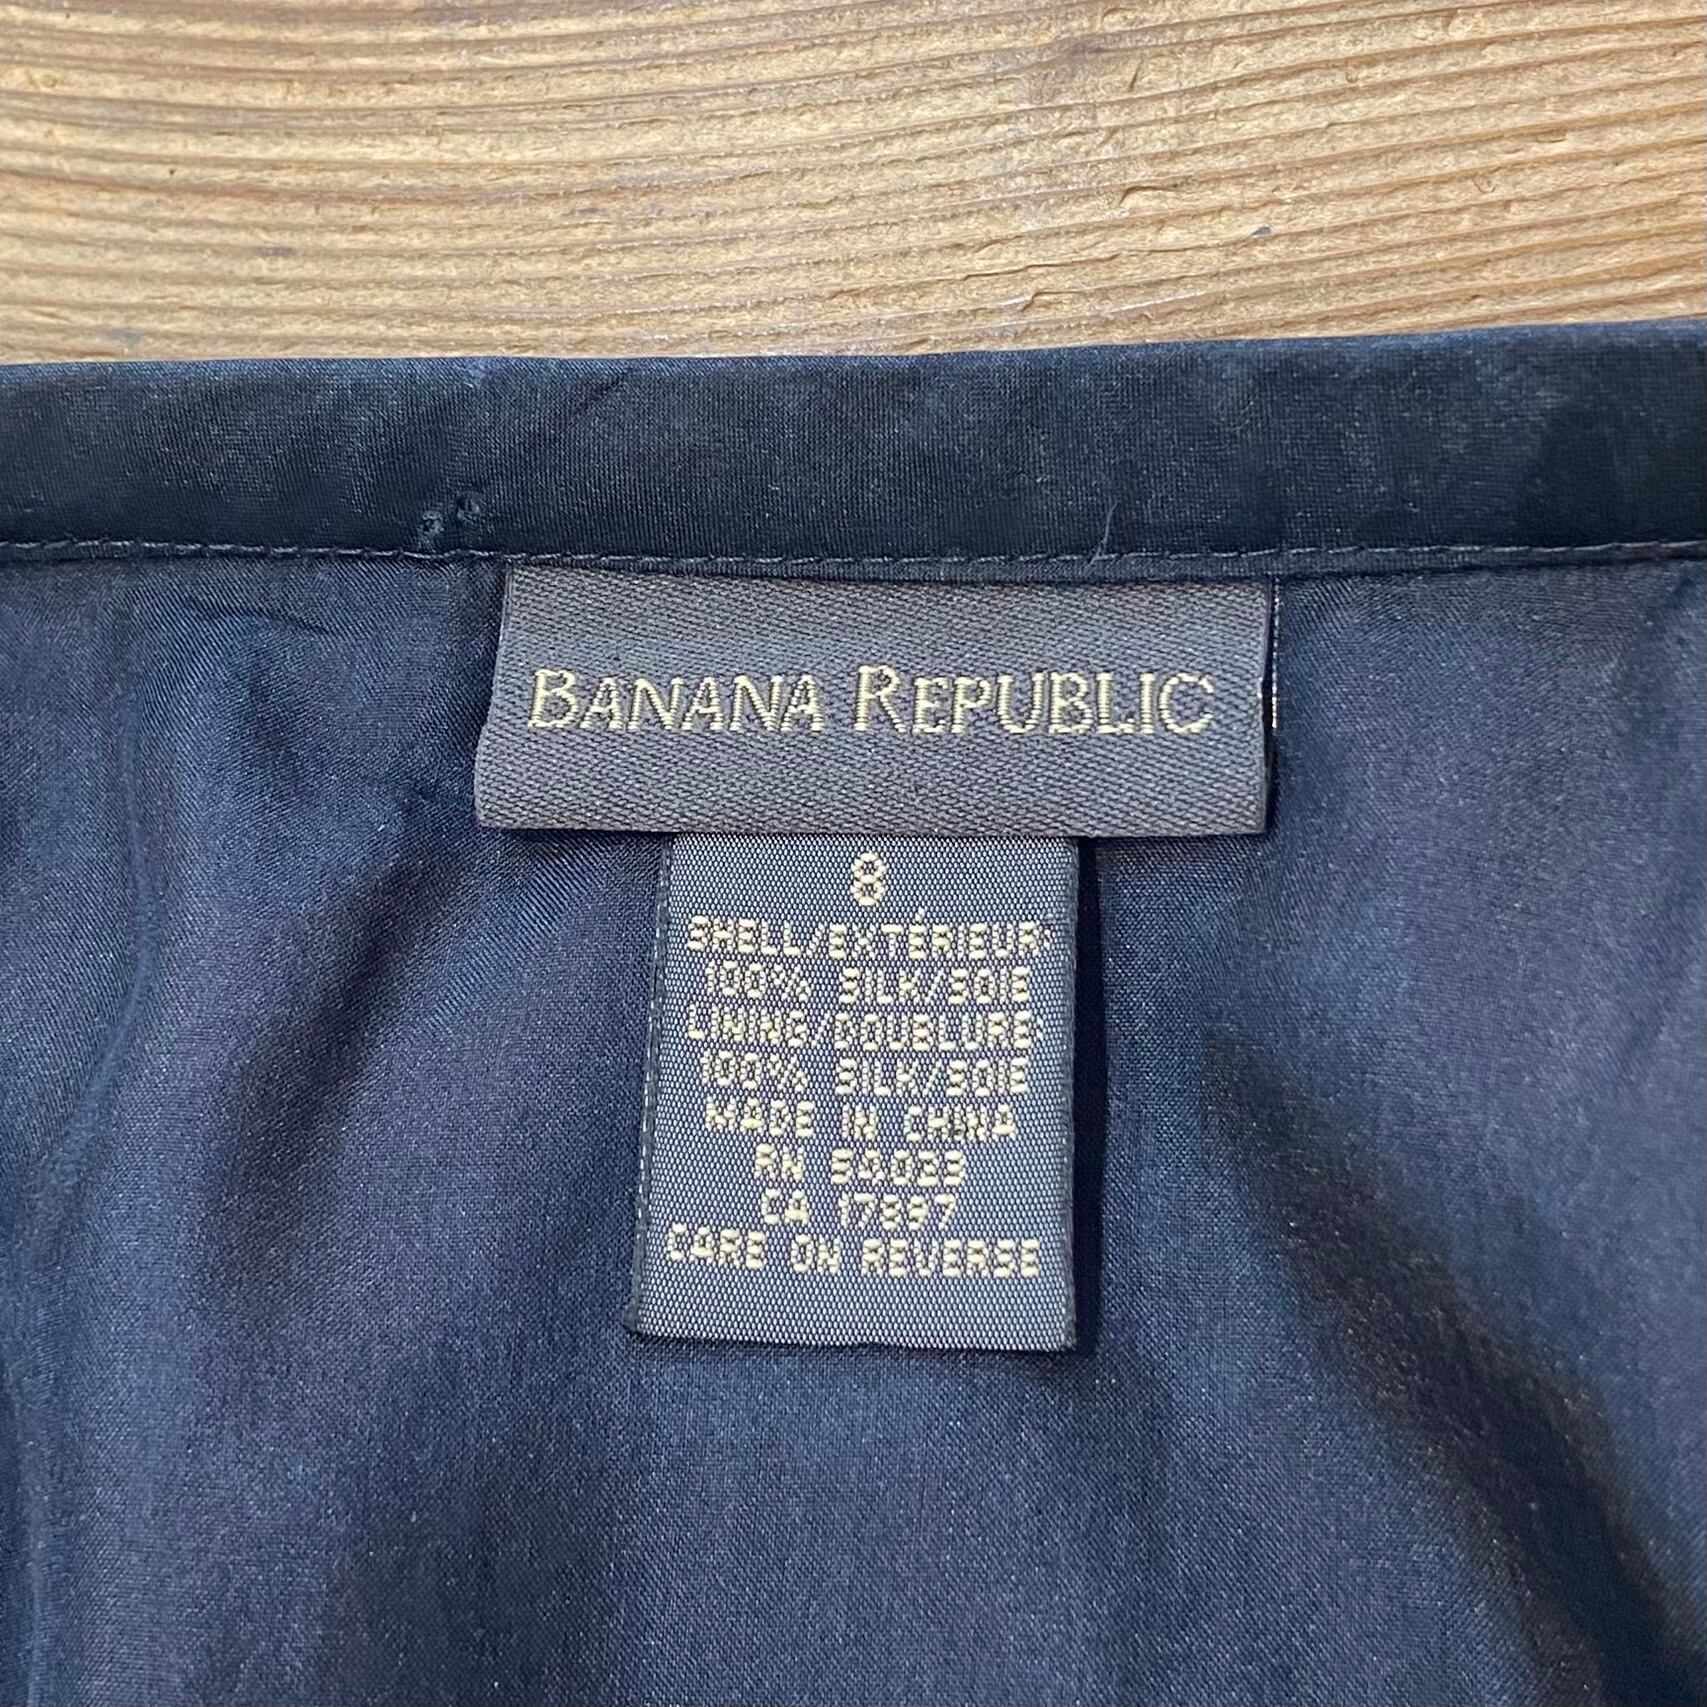 BANANA REPUBLIC
8
SHELL/EXTÉRIEUR
100% SILK/SOIE
LINING/DOUBLURE
100% SILK/SOIE
MADE IN CHINA
RN 54023
CA 17897
CARE ON REVERSE